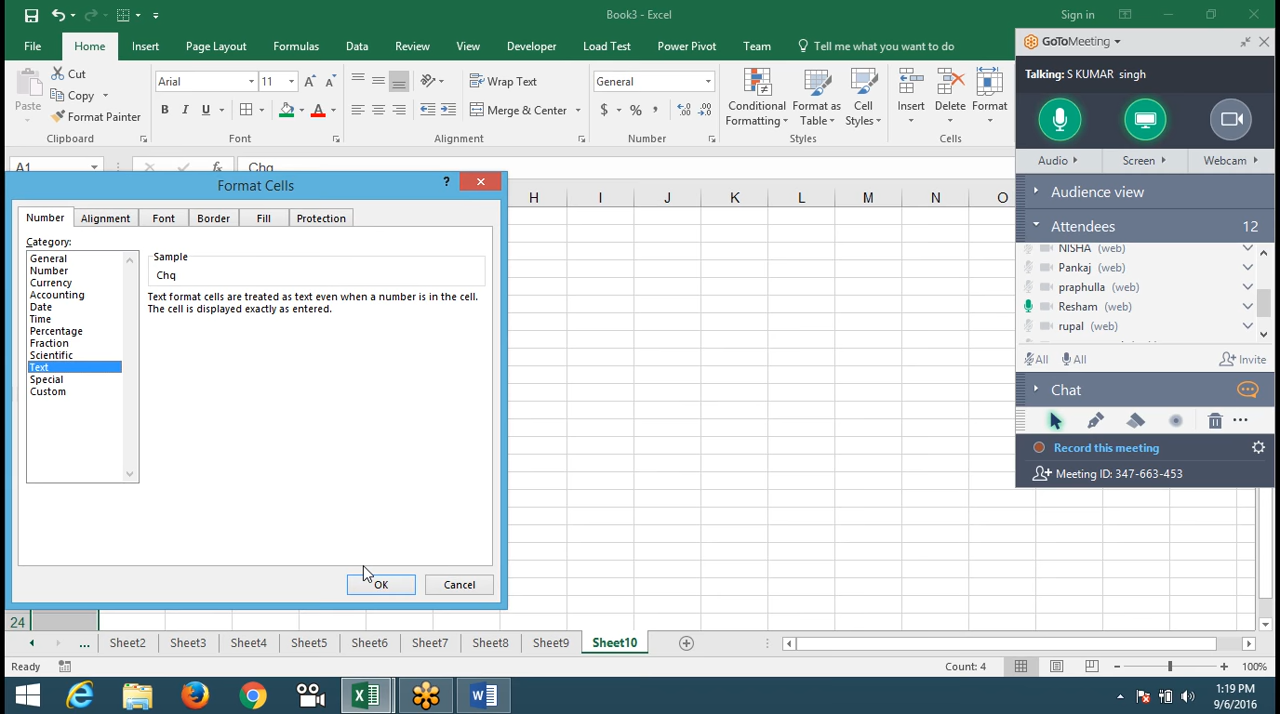 Book3 - Excel
Sign in
File Home Insert Page Layout Formulas Data Review View Developer Load Test Power Pivot Team Tell me what you want to do
Paste
Cut
Copy
Format Painter
Clipboard
Arial 11
B I U
Font
Wrap Text
Merge & Center
Alignment
General
$ % ,
Number
Conditional Formatting
Format as Table
Cell Styles
Styles
Insert
Delete
Format
Cells
A1
fx
Chq
H I J K L M N O
24
Format Cells
?
Number Alignment Font Border Fill Protection
Category:
General
Number
Currency
Accounting
Date
Time
Percentage
Fraction
Scientific
Text
Special
Custom
Sample
Chq
Text format cells are treated as text even when a number is in the cell.
The cell is displayed exactly as entered.
OK
Cancel
GoToMeeting
Talking: S KUMAR singh
Audio Screen Webcam
Audience view
Attendees 12
NISHA (web)
Pankaj (web)
praphulla (web)
Resham (web)
rupal (web)
All All Invite
Chat
Record this meeting
Meeting ID: 347-663-453
... Sheet2 Sheet3 Sheet4 Sheet5 Sheet6 Sheet7 Sheet8 Sheet9 Sheet10
Ready
Count: 4
100%
1:19 PM
9/6/2016